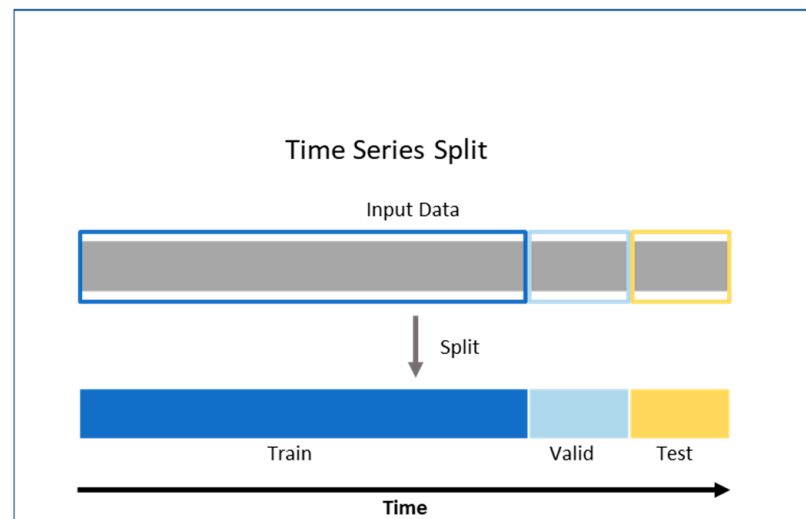 Time Series Split
Input Data
Split
Train
Valid
Test
Time